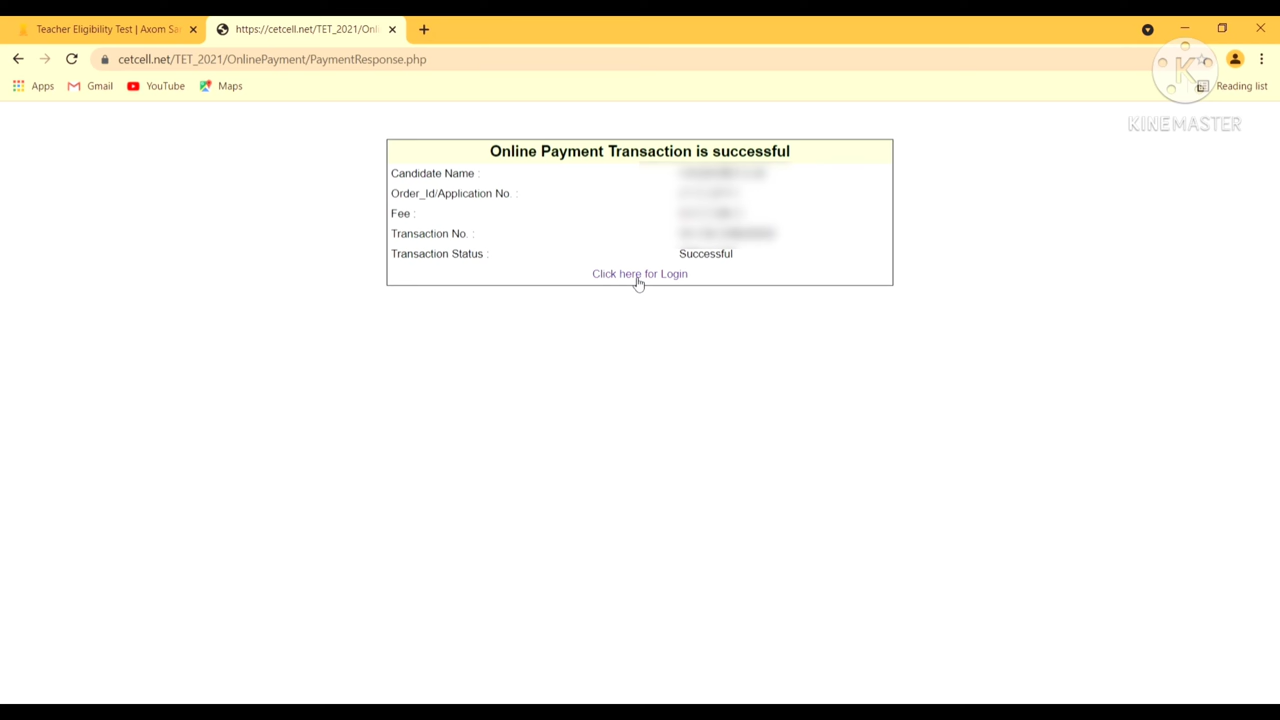 Teacher Eligibility Test | Axom Sa
https://cetcell.net/TET_2021/Onl
cetcell.net/TET_2021/OnlinePayment/PaymentResponse.php
Apps
Gmail
YouTube
Maps
Reading list
K
KINEMASTER
Online Payment Transaction is successful
Candidate Name :
Order_Id/Application No. :
Fee :
Transaction No. :
Transaction Status : Successful
Click here for Login